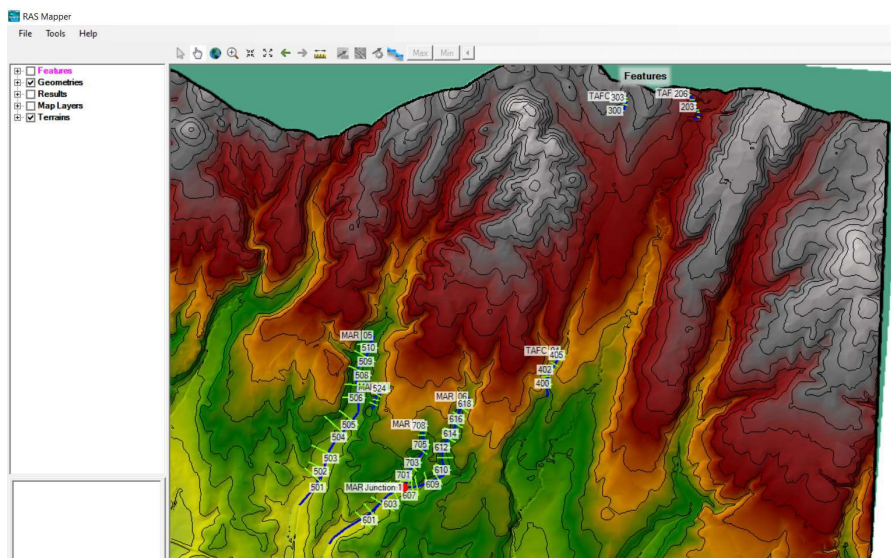 RAS Mapper
File Tools Help
Max Min
Features
Geometries
Results
Map Layers
Terrains
Features
TAFC 303
300
TAF 206
203
MAR 05
510
509
508
524
506
505
504
503
502
501
TAFC
405
402
400
MAR 06
618
616
614
612
610
609
MAR 708
705
703
701
MAR Junction 1
607
603
601